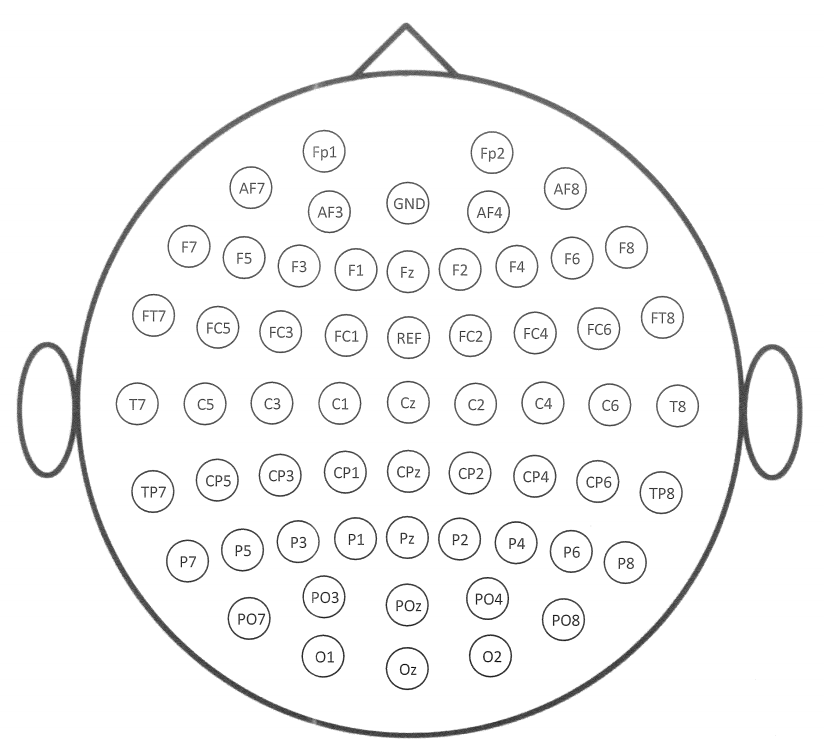 Fp1 Fp2
AF7 AF8
AF3 GND AF4
F7 F5 F3 F1 Fz F2 F4 F6 F8
FT7 FC5 FC3 FC1 REF FC2 FC4 FC6 FT8
T7 C5 C3 C1 Cz C2 C4 C6 T8
TP7 CP5 CP3 CP1 CPz CP2 CP4 CP6 TP8
P7 P5 P3 P1 Pz P2 P4 P6 P8
PO7 PO3 POz PO4 PO8
O1 Oz O2